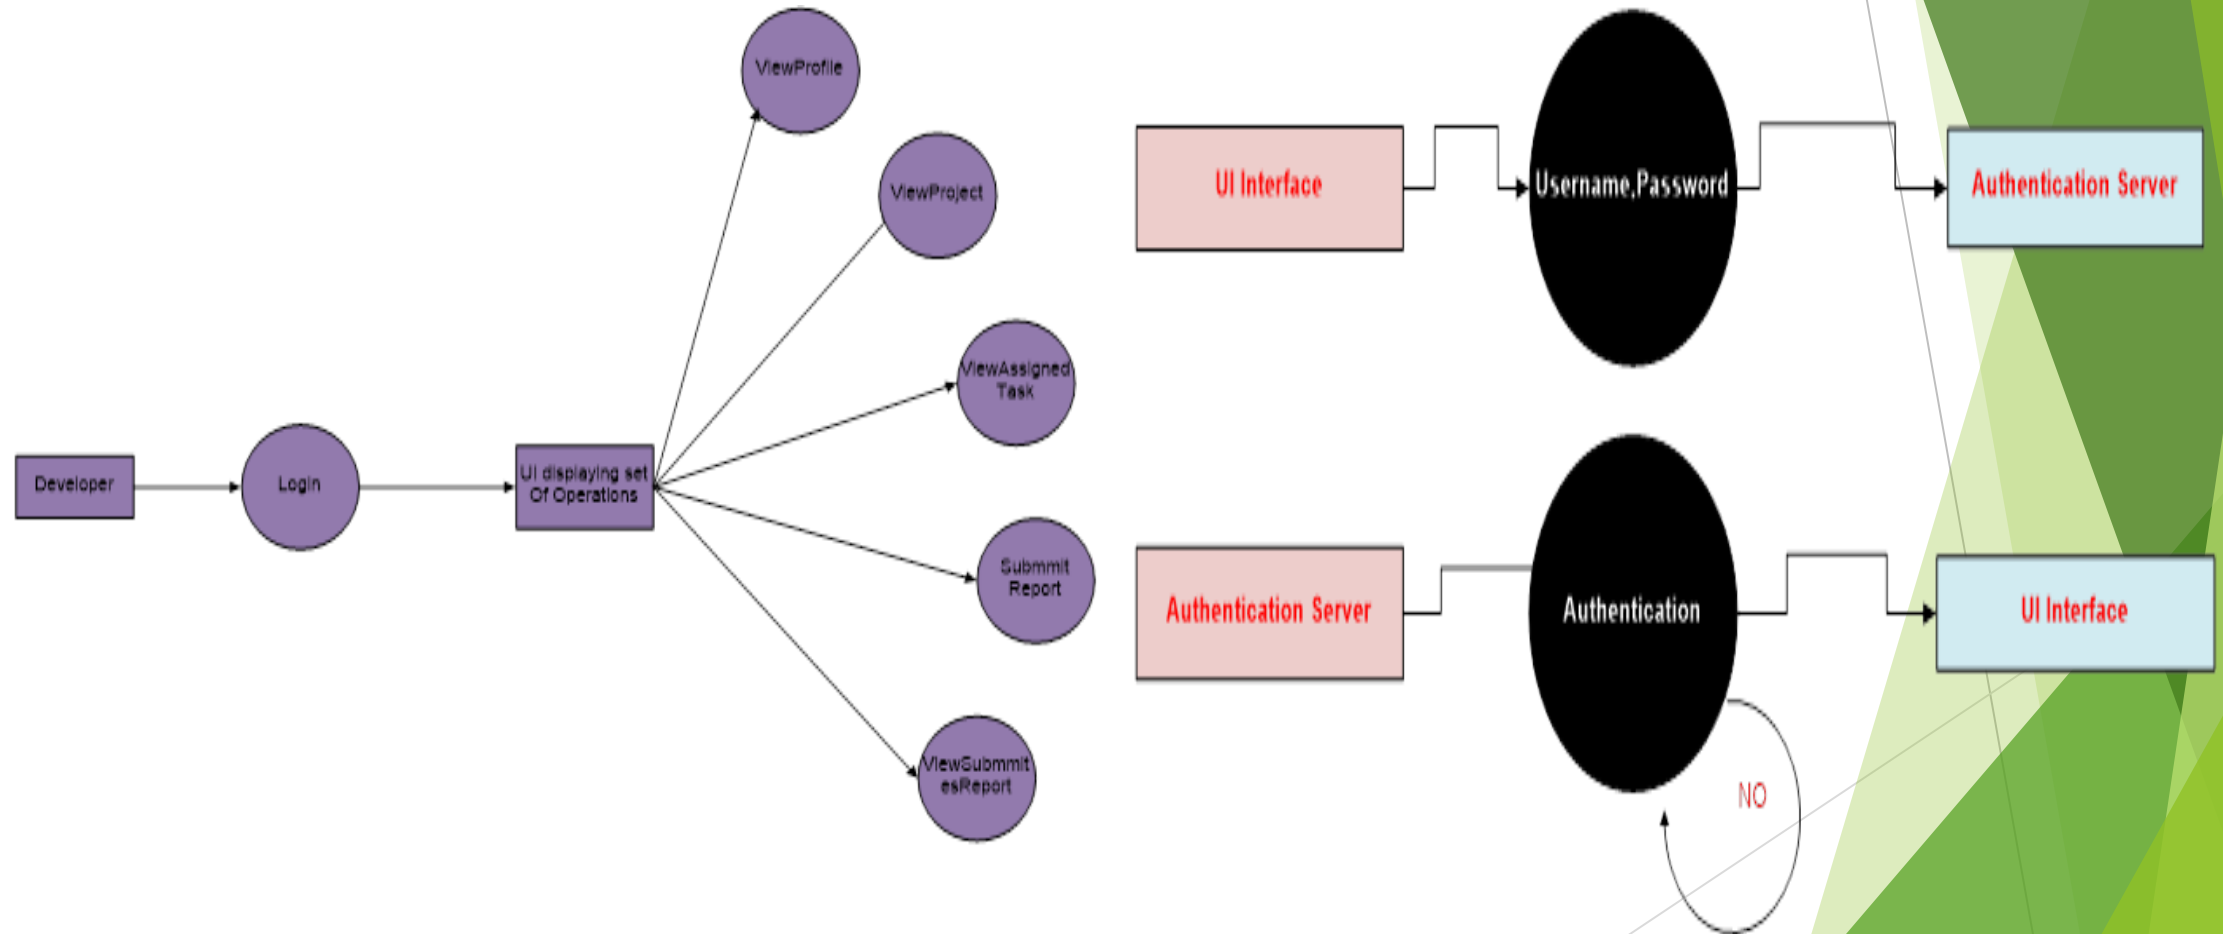 ViewProfile
ViewProject
ViewAssigned
Task
Developer
Login
UI displaying set
Of Operations
Submmit
Report
ViewSubmmit
esReport
UI Interface
Username,Password
Authentication Server
Authentication Server
Authentication
UI Interface
NO